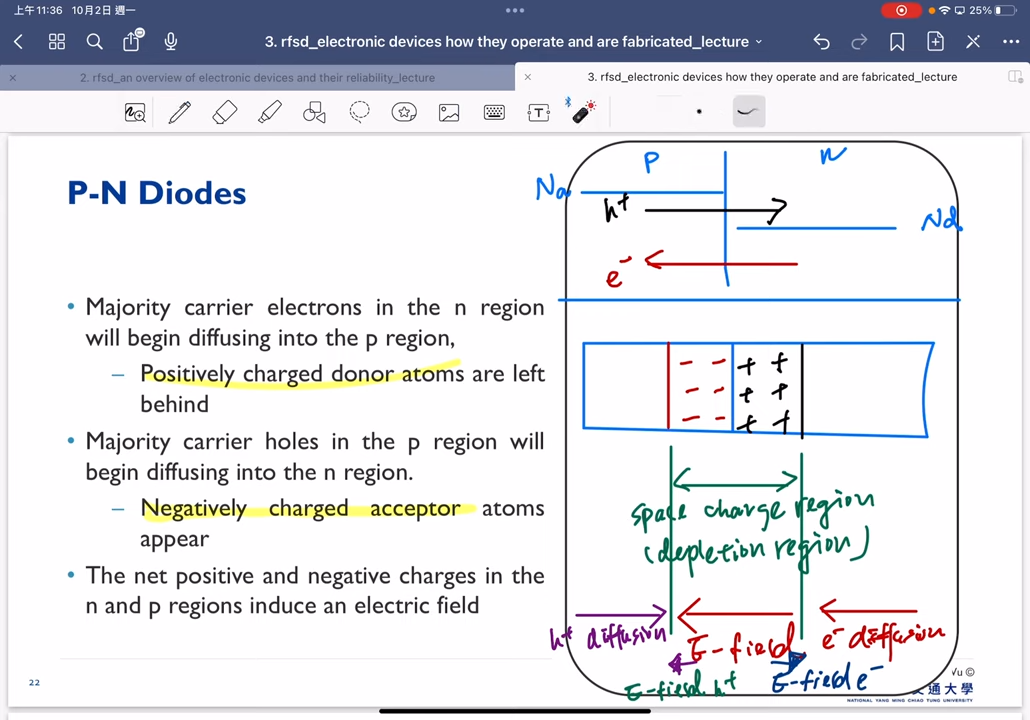 上午11:36 10月2日 週一
25%
3. rfsd_electronic devices how they operate and are fabricated_lecture
2. rfsd_an overview of electronic devices and their reliability_lecture
3. rfsd_electronic devices how they operate and are fabricated_lecture
P-N Diodes
• Majority carrier electrons in the n region
will begin diffusing into the p region,
– Positively charged donor atoms are left
behind
• Majority carrier holes in the p region will
begin diffusing into the n region.
– Negatively charged acceptor atoms
appear
• The net positive and negative charges in the
n and p regions induce an electric field
22
P
n
Na
h+
Nd
e-
- - + +
- - + +
- - + +
space charge region
(depletion region)
h+ diffusion
E-field
e- diffusion
E-field h+
E-field e-
Vu ©
交通大學
NATIONAL YANG MING CHIAO TUNG UNIVERSITY